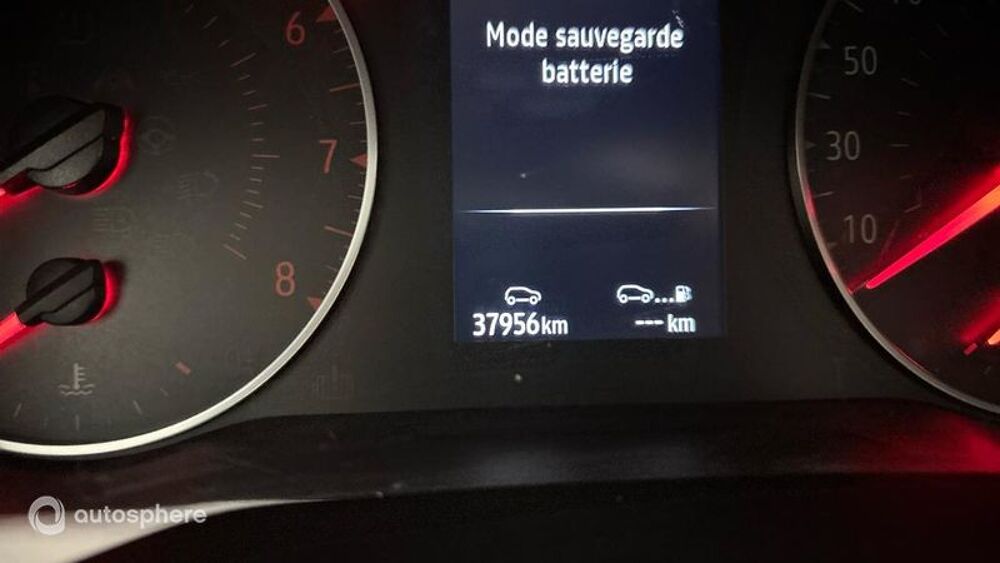 Mode sauvegarde
batterie
6
7
8
50
30
10
37956km
--- km
autosphere